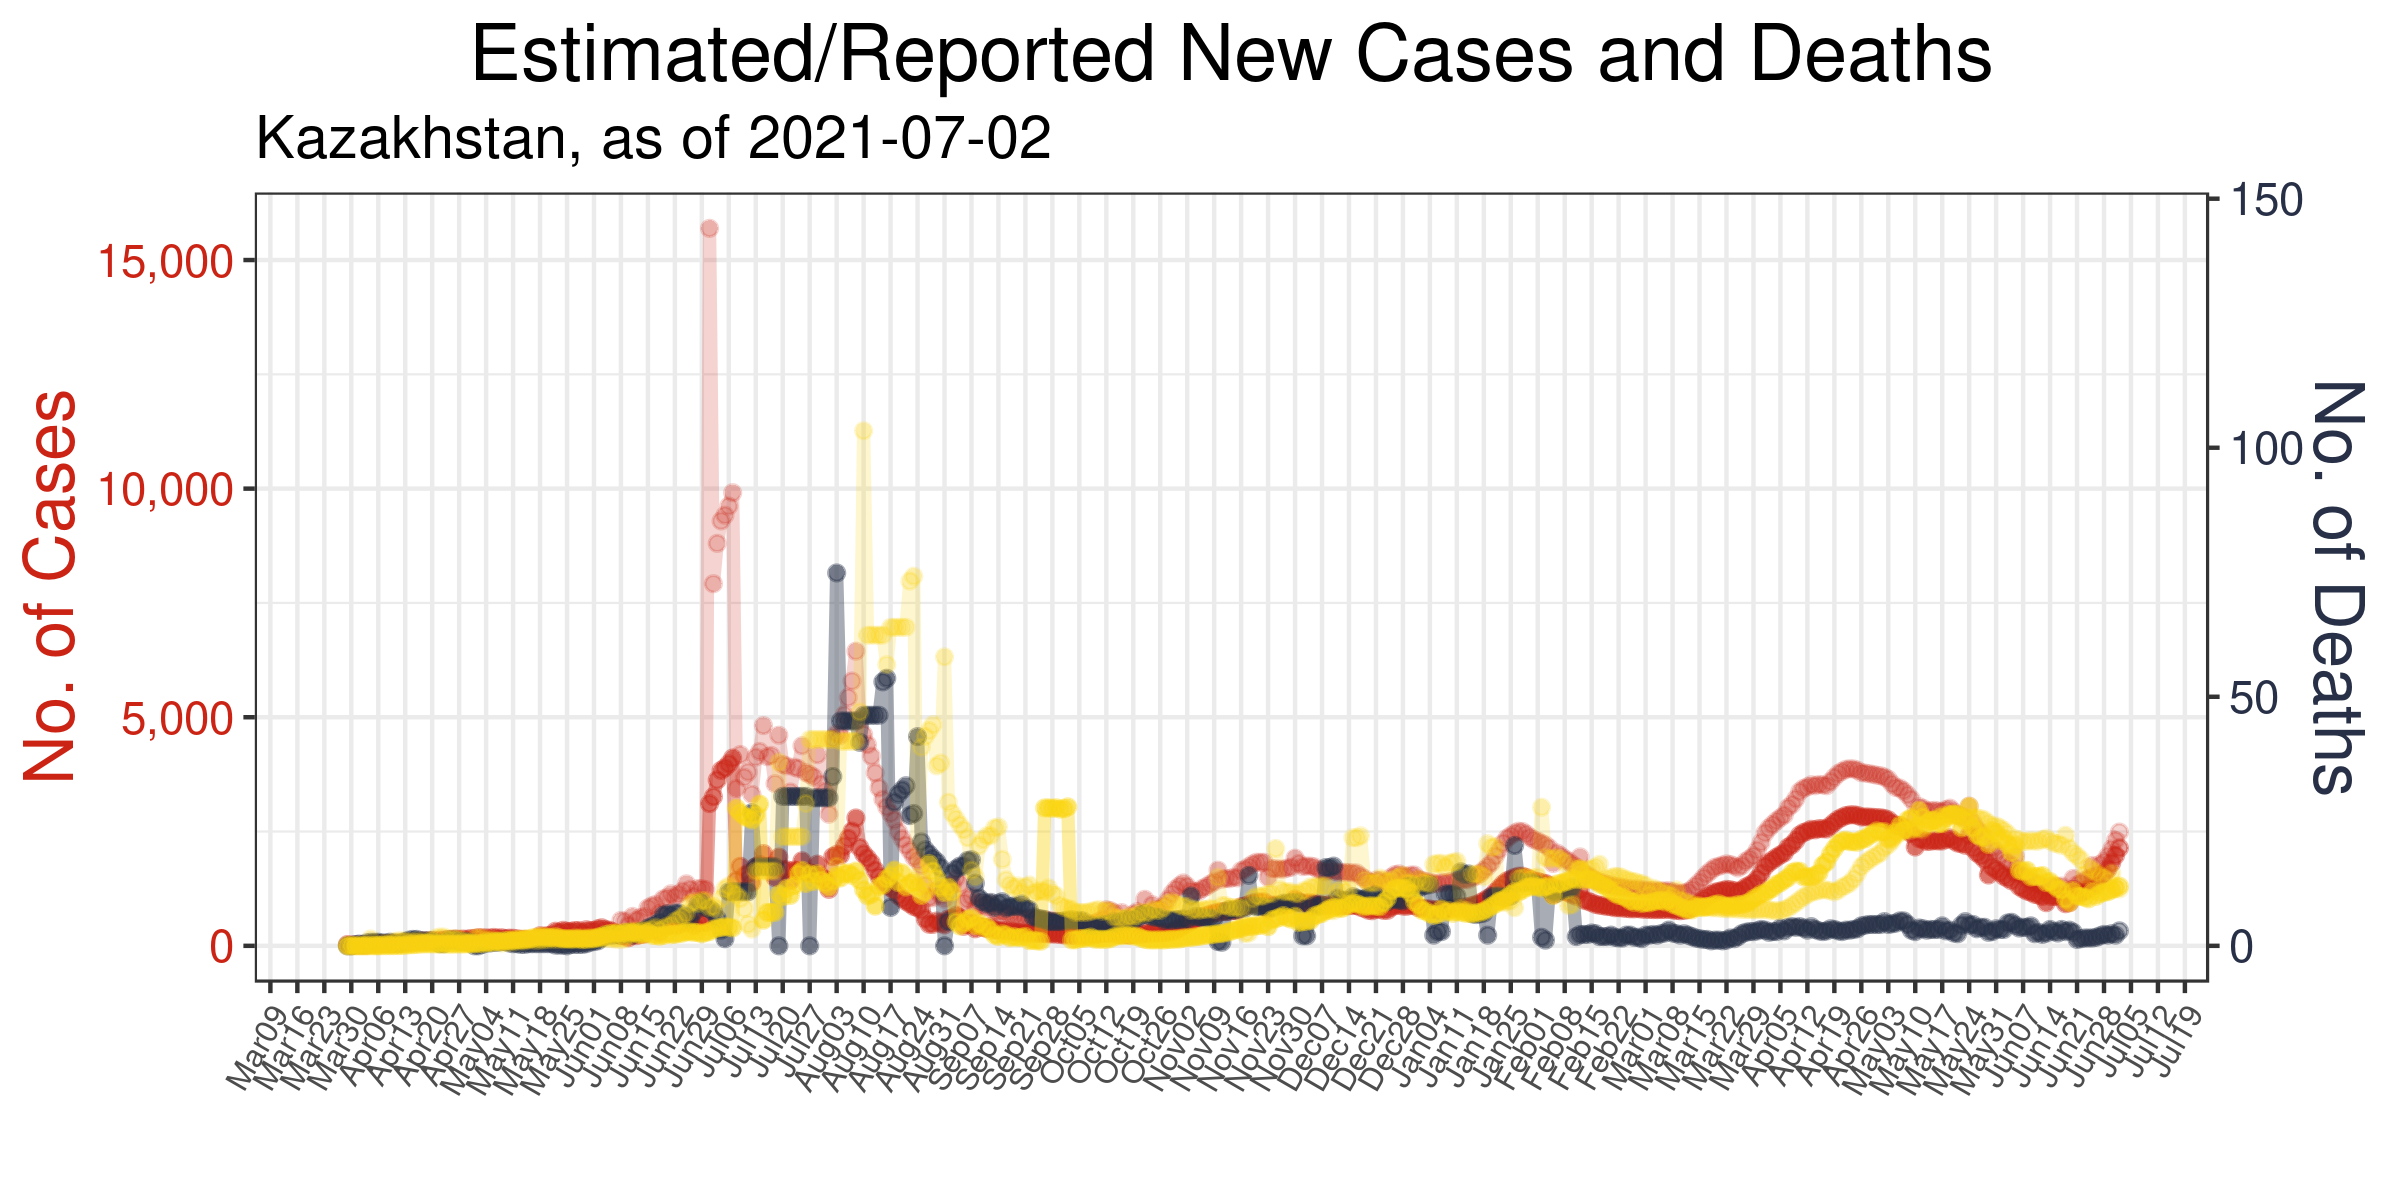 Estimated/Reported New Cases and Deaths
Kazakhstan, as of 2021-07-02
No. of Cases
15,000
10,000
5,000
0
150
100
50
0
No. of Deaths
Mar09
Mar16
Mar23
Mar30
Apr06
Apr13
Apr20
Apr27
May04
May11
May18
May25
Jun01
Jun08
Jun15
Jun22
Jun29
Jul06
Jul13
Jul20
Jul27
Aug03
Aug10
Aug17
Aug24
Aug31
Sep07
Sep14
Sep21
Sep28
Oct05
Oct12
Oct19
Oct26
Nov02
Nov09
Nov16
Nov23
Nov30
Dec07
Dec14
Dec21
Dec28
Jan04
Jan11
Jan18
Jan25
Feb01
Feb08
Feb15
Feb22
Mar01
Mar08
Mar15
Mar22
Mar29
Apr05
Apr12
Apr19
Apr26
May03
May10
May17
May24
May31
Jun07
Jun14
Jun21
Jun28
Jul05
Jul12
Jul19